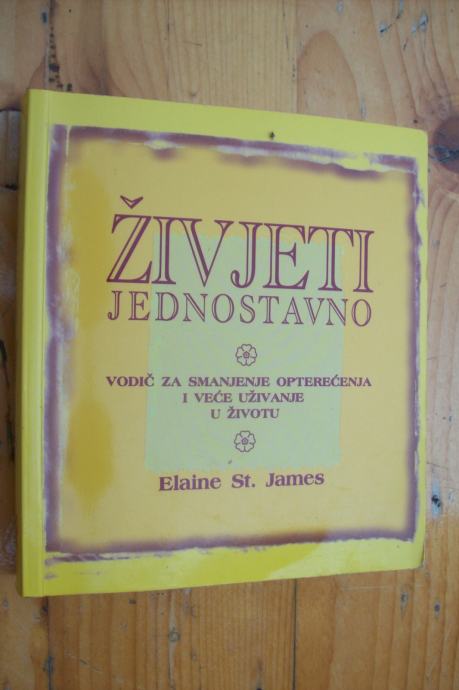 ŽIVJETI
JEDNOSTAVNO
VODIČ ZA SMANJENJE OPTEREĆENJA
I VEĆE UŽIVANJE
U ŽIVOTU
Elaine St. James